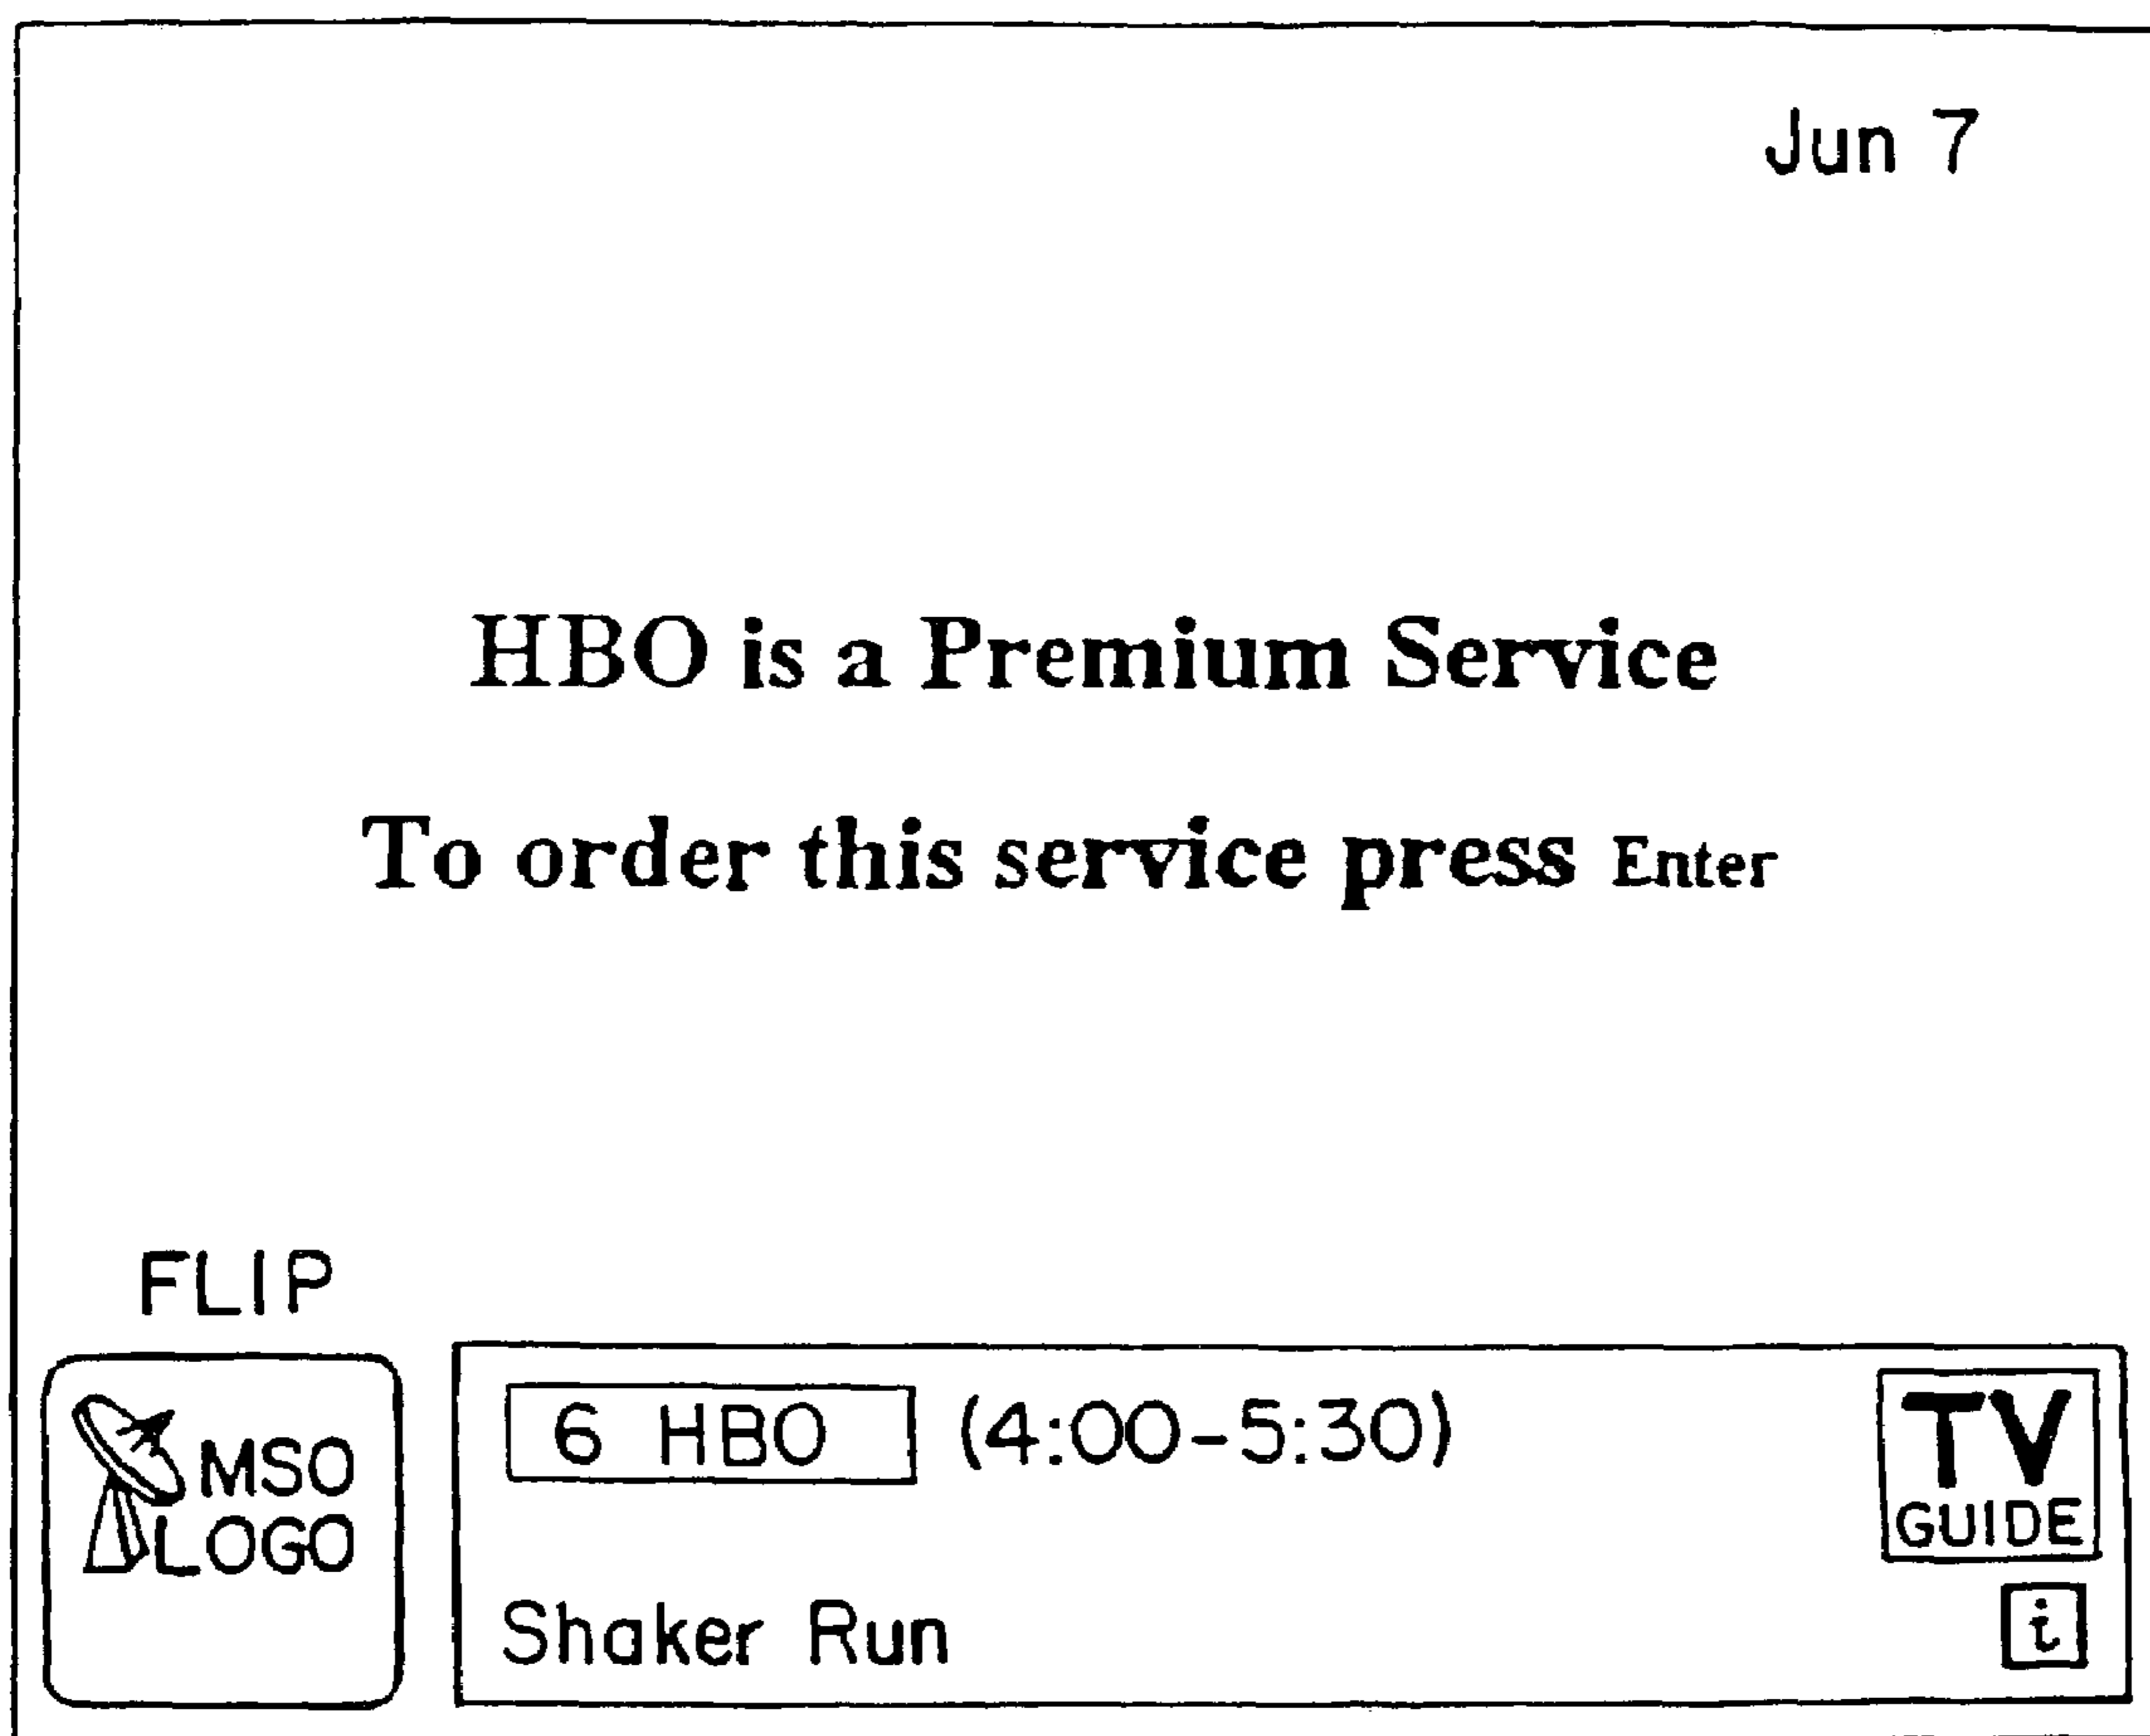 Jun 7
HBO is a Premium Service
To order this service press Enter
FLIP
MSO
LOGO
6 HBO (4:00-5:30)
Shaker Run
TV
GUIDE
i